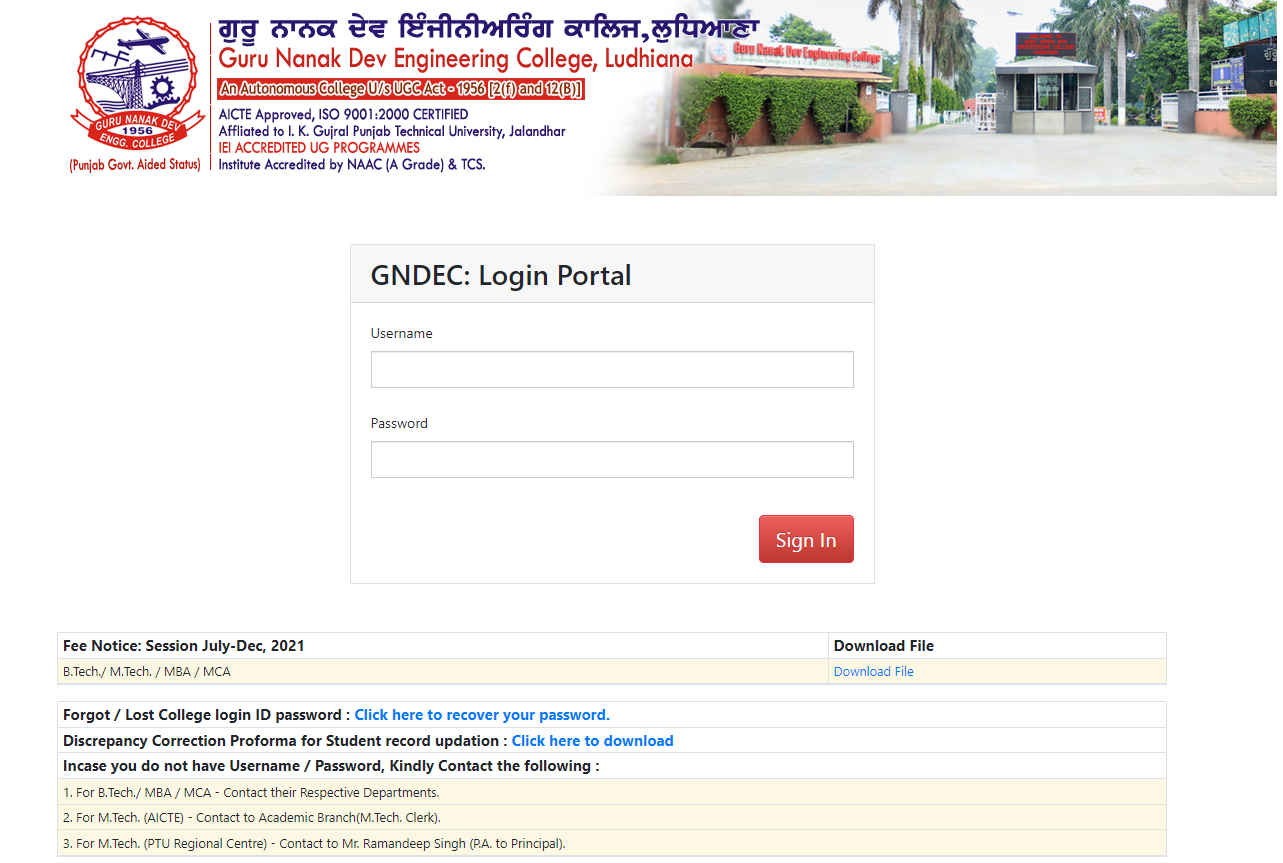 ਗੁਰੂ ਨਾਨਕ ਦੇਵ ਇੰਜੀਨੀਅਰਿੰਗ ਕਾਲਿਜ,ਲੁਧਿਆਣਾ
Guru Nanak Dev Engineering College, Ludhiana
An Autonomous College U/s UGC Act - 1956 [2(f) and 12(B)]
AICTE Approved, ISO 9001:2000 CERTIFIED
Affliated to I. K. Gujral Punjab Technical University, Jalandhar
IEI ACCREDITED UG PROGRAMMES
Institute Accredited by NAAC (A Grade) & TCS.
GURU NANAK DEV
1956
ENGG. COLLEGE
(Punjab Govt. Aided Status)
Guru Nanak Dev Engineering College
GNDEC: Login Portal
Username
Password
Sign In
Fee Notice: Session July-Dec, 2021 Download File
B.Tech./ M.Tech. / MBA / MCA Download File
Forgot / Lost College login ID password : Click here to recover your password.
Discrepancy Correction Proforma for Student record updation : Click here to download
Incase you do not have Username / Password, Kindly Contact the following :
1. For B.Tech./ MBA / MCA - Contact their Respective Departments.
2. For M.Tech. (AICTE) - Contact to Academic Branch(M.Tech. Clerk).
3. For M.Tech. (PTU Regional Centre) - Contact to Mr. Ramandeep Singh (P.A. to Principal).